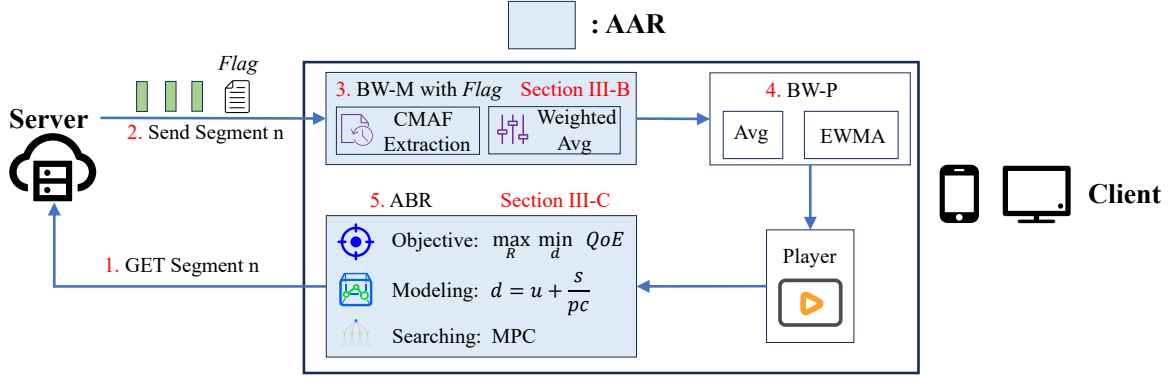 : AAR
Flag
Server
2. Send Segment n
3. BW-M with Flag Section III-B
CMAF
Extraction
Weighted
Avg
4. BW-P
Avg
EWMA
Client
5. ABR Section III-C
Objective: max min QoE
R d
Modeling: d = u + s/pc
Searching: MPC
1. GET Segment n
Player